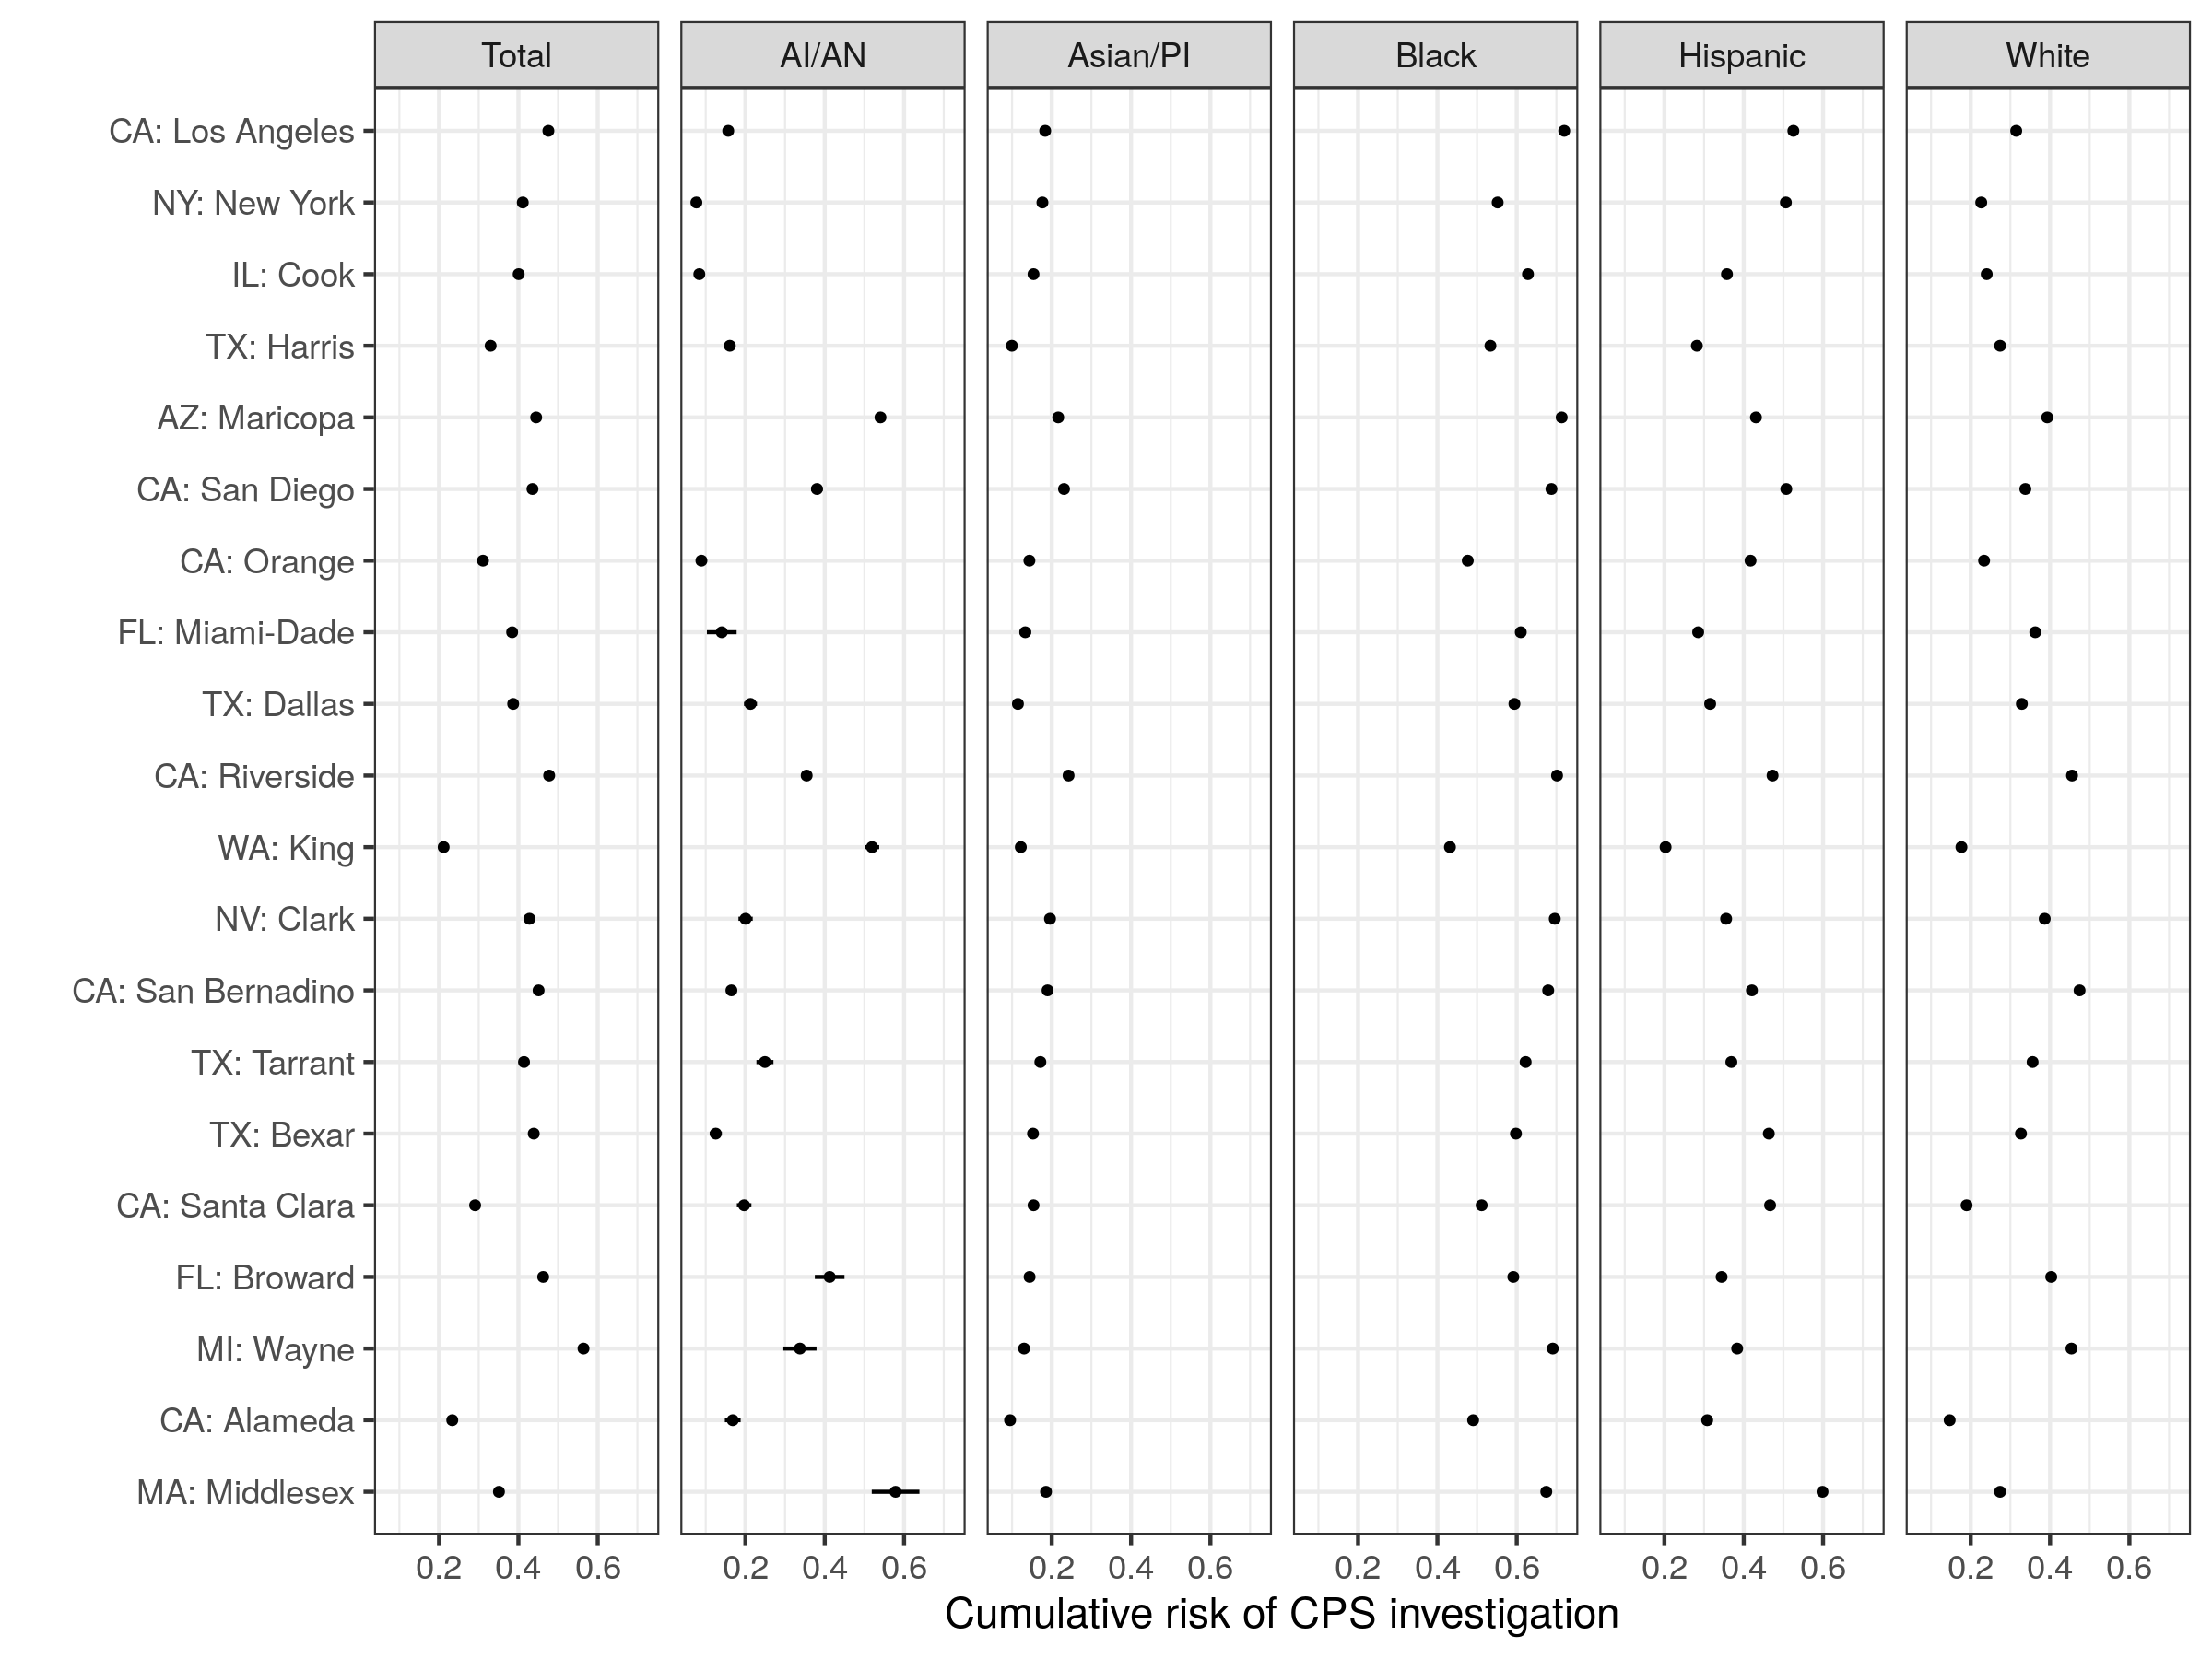 Total AI/AN Asian/PI Black Hispanic White
CA: Los Angeles
NY: New York
IL: Cook
TX: Harris
AZ: Maricopa
CA: San Diego
CA: Orange
FL: Miami-Dade
TX: Dallas
CA: Riverside
WA: King
NV: Clark
CA: San Bernadino
TX: Tarrant
TX: Bexar
CA: Santa Clara
FL: Broward
MI: Wayne
CA: Alameda
MA: Middlesex
0.2 0.4 0.6 0.2 0.4 0.6 0.2 0.4 0.6 0.2 0.4 0.6 0.2 0.4 0.6 0.2 0.4 0.6
Cumulative risk of CPS investigation